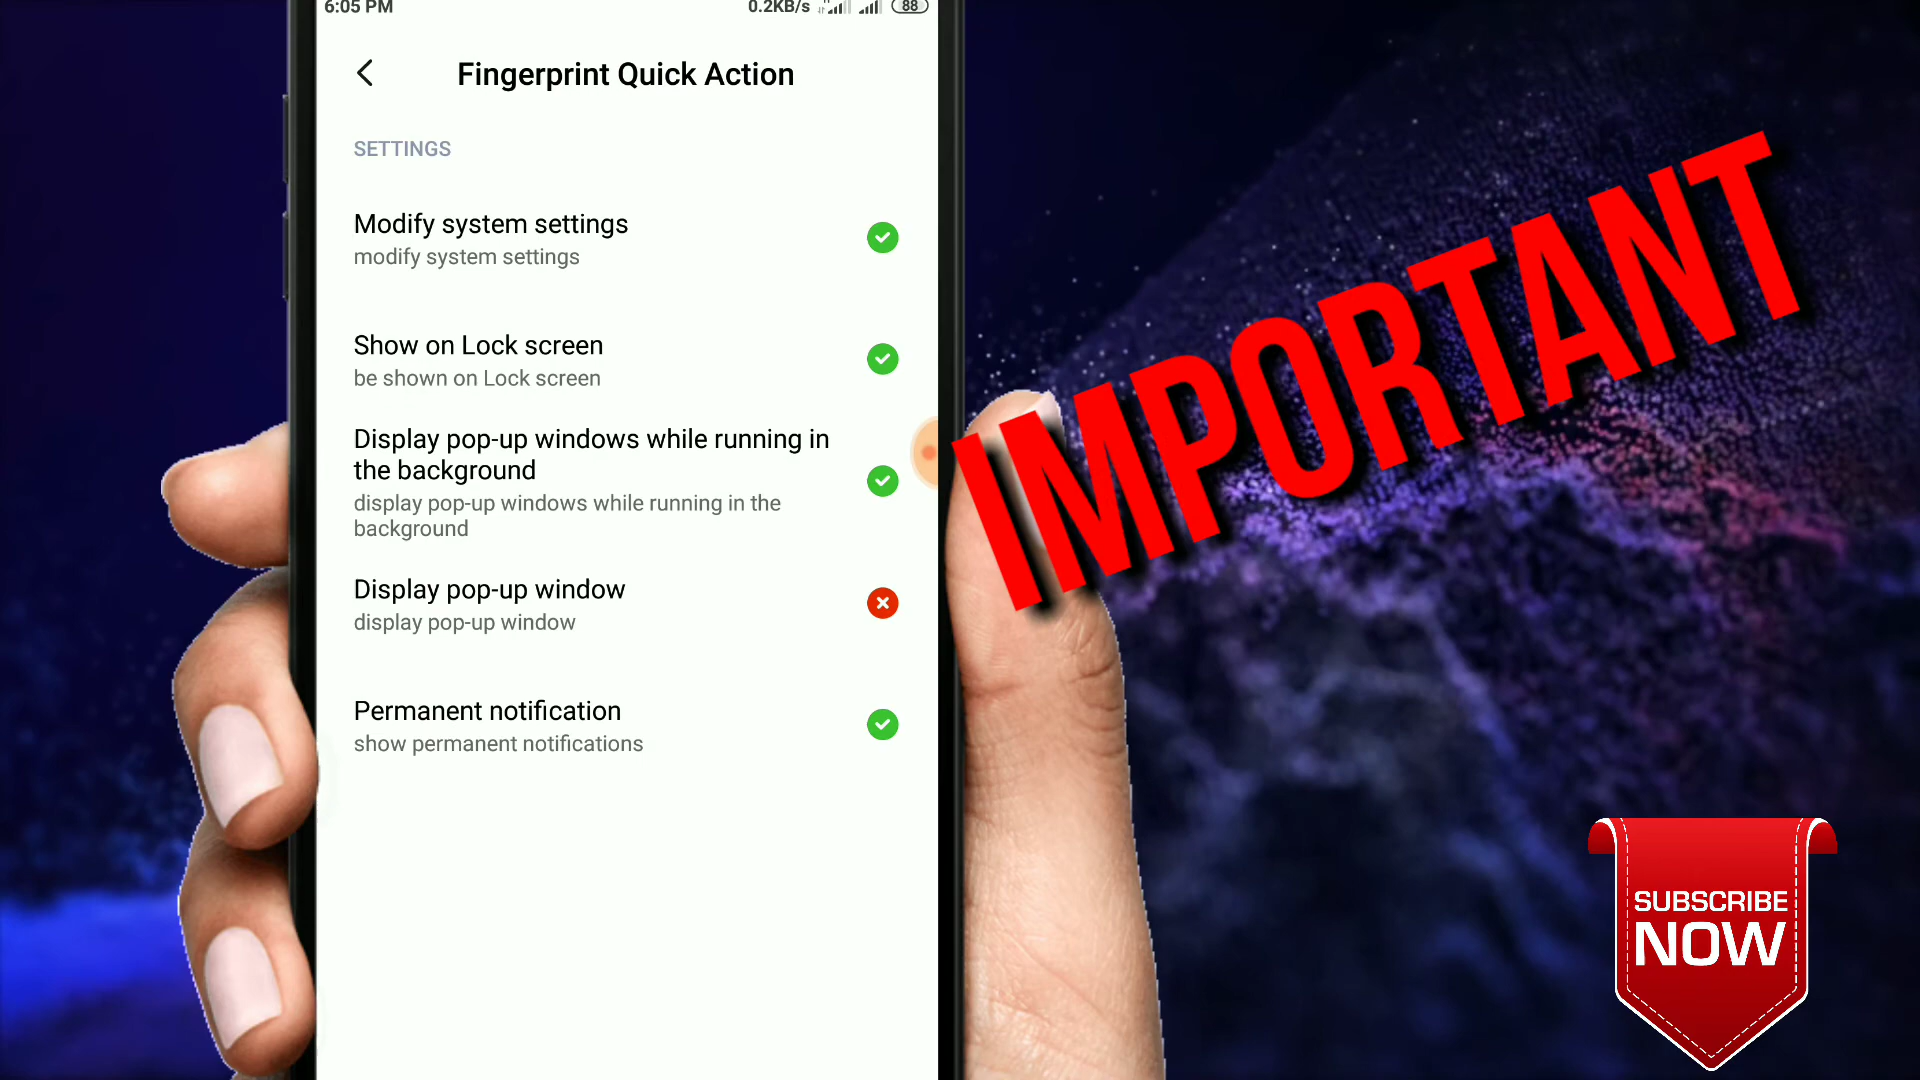 6:05 PM
0.2KB/s
88
Fingerprint Quick Action
SETTINGS
Modify system settings
modify system settings
Show on Lock screen
be shown on Lock screen
Display pop-up windows while running in
the background
display pop-up windows while running in the
background
Display pop-up window
display pop-up window
Permanent notification
show permanent notifications
IMPORTANT
SUBSCRIBE
NOW